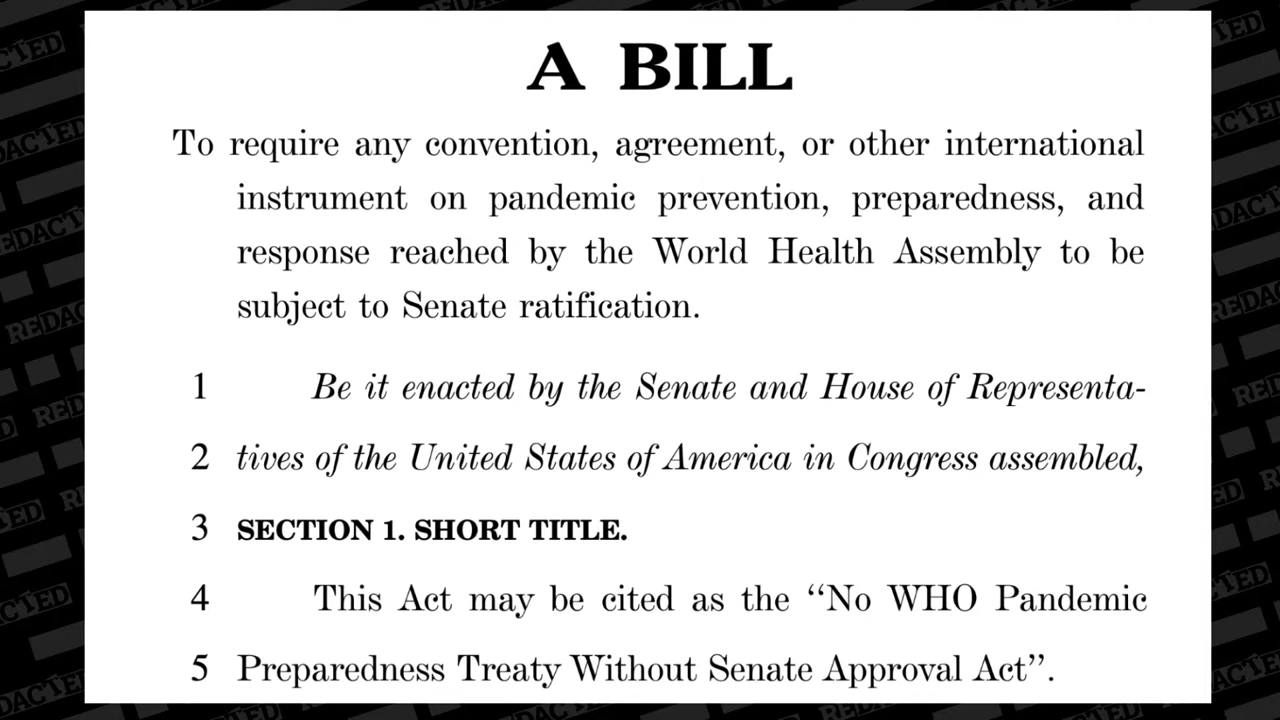 A BILL
To require any convention, agreement, or other international
instrument on pandemic prevention, preparedness, and
response reached by the World Health Assembly to be
subject to Senate ratification.
1 Be it enacted by the Senate and House of Representa-
2 tives of the United States of America in Congress assembled,
3 SECTION 1. SHORT TITLE.
4 This Act may be cited as the ‘‘No WHO Pandemic
5 Preparedness Treaty Without Senate Approval Act’’.
REDACTED